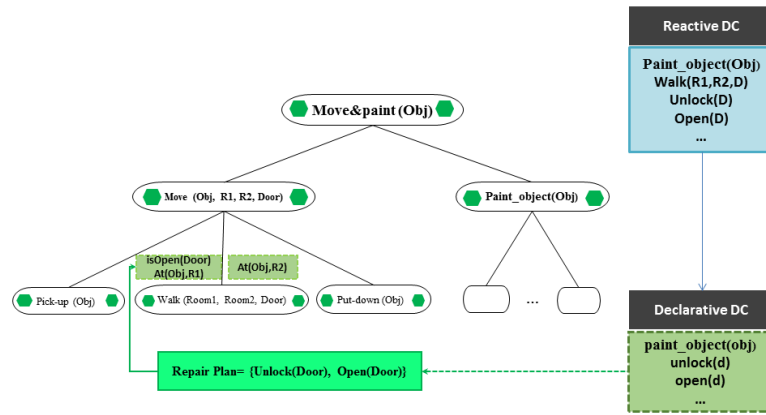 Reactive DC
Paint_object(Obj)
Walk(R1,R2,D)
Unlock(D)
Open(D)
...
Move&paint (Obj)
Move (Obj, R1, R2, Door)
Paint_object(Obj)
isOpen(Door)
At(Obj,R1)
At(Obj,R2)
Pick-up (Obj)
Walk (Room1, Room2, Door)
Put-down (Obj)
...
Declarative DC
paint_object(obj)
unlock(d)
open(d)
...
Repair Plan= {Unlock(Door), Open(Door)}